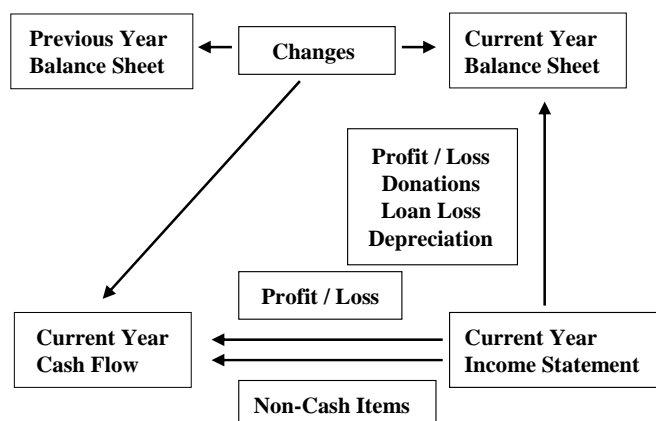 Previous Year
Balance Sheet
Changes
Current Year
Balance Sheet
Profit / Loss
Donations
Loan Loss
Depreciation
Profit / Loss
Current Year
Cash Flow
Current Year
Income Statement
Non-Cash Items